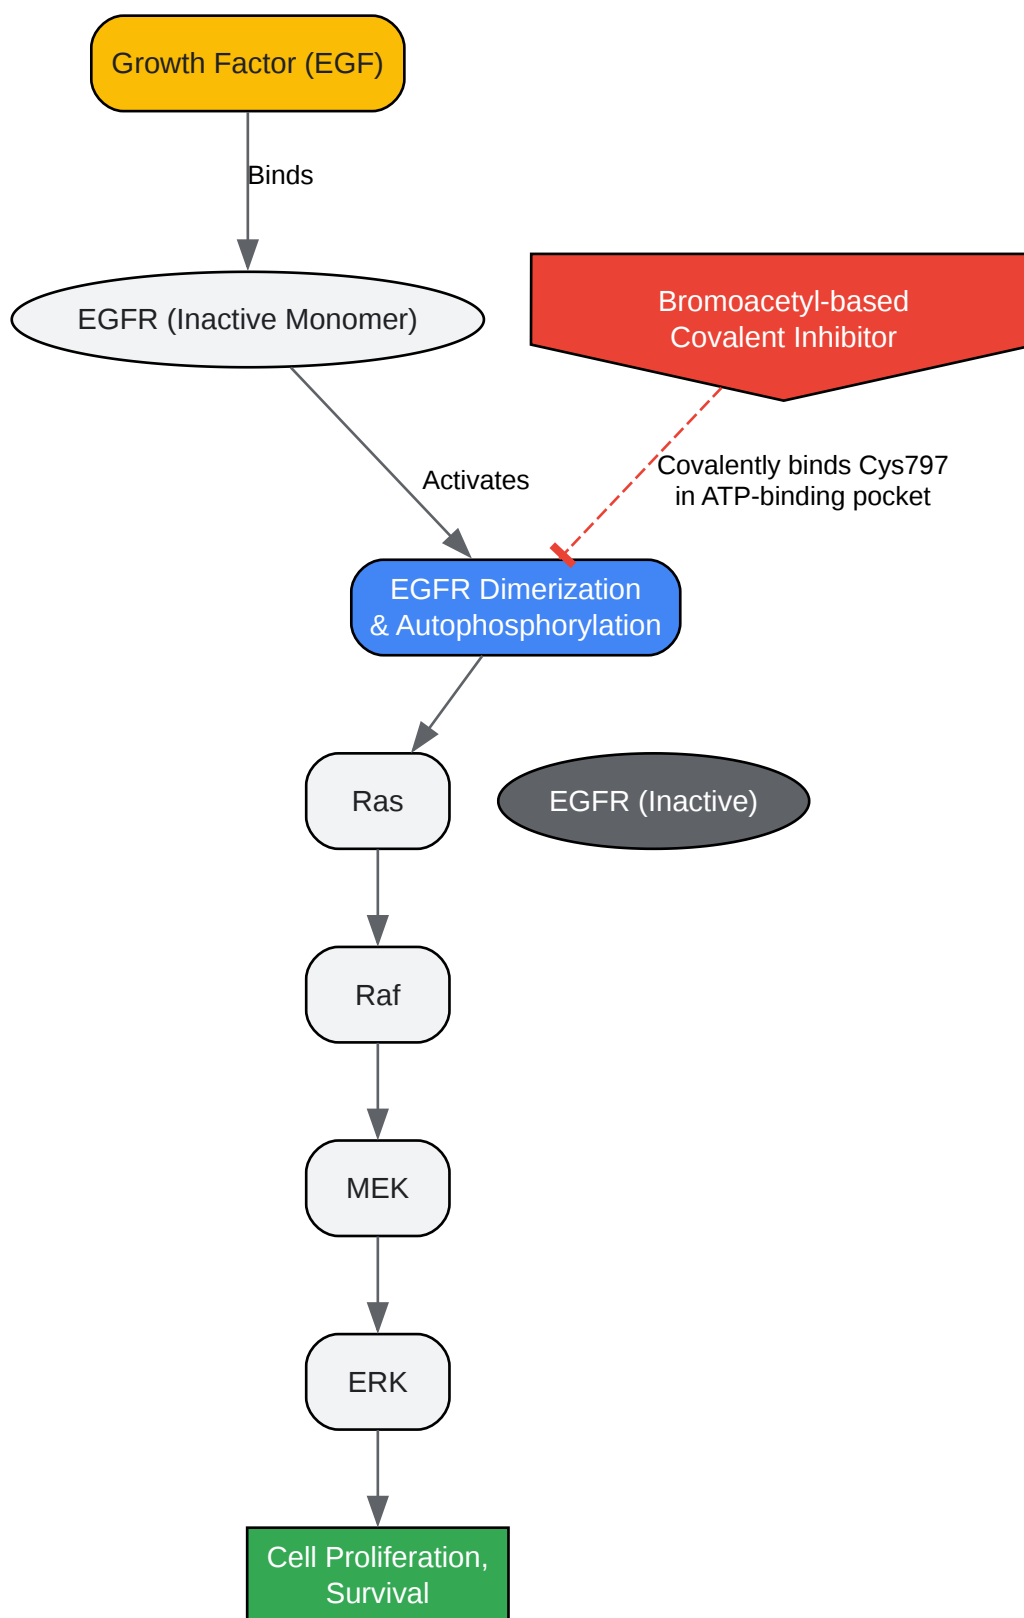 Growth Factor (EGF)
Binds
EGFR (Inactive Monomer)
Bromoacetyl-based
Covalent Inhibitor
Activates
Covalently binds Cys797
in ATP-binding pocket
EGFR Dimerization
& Autophosphorylation
Ras
EGFR (Inactive)
Raf
MEK
ERK
Cell Proliferation,
Survival